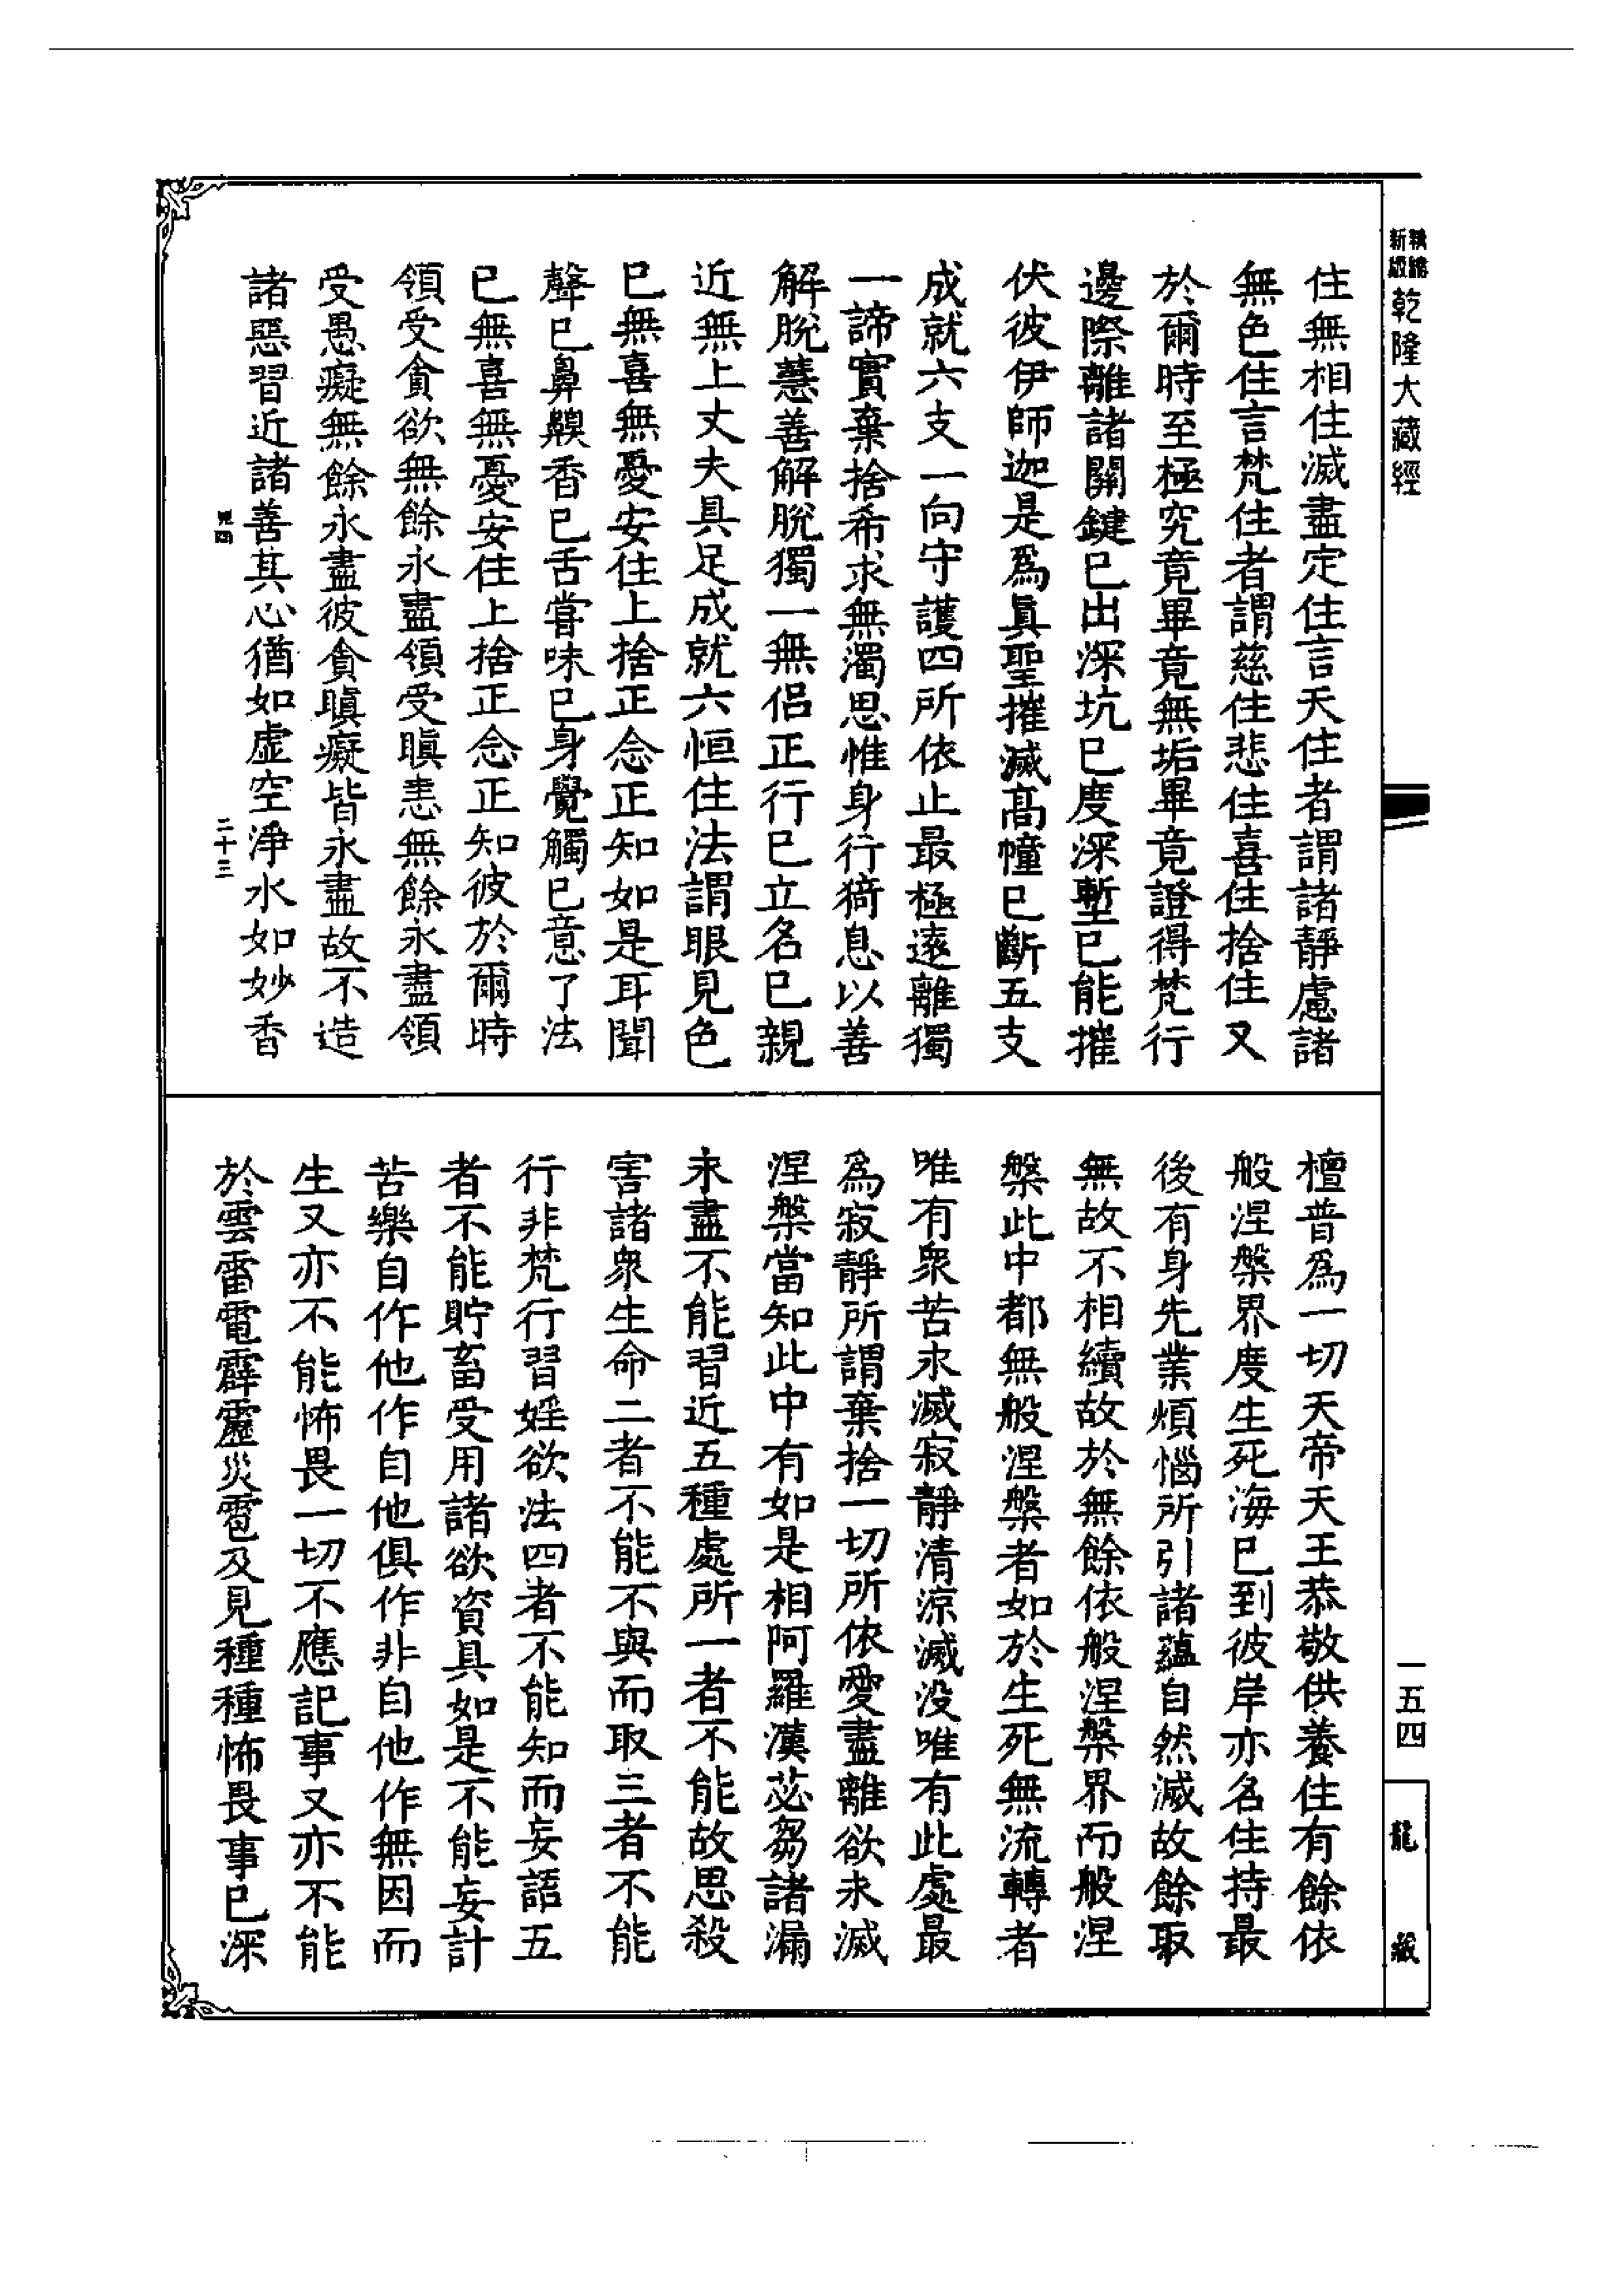 新版
乾隆大藏經
住無相住滅盡定住言天住者謂諸靜慮諸
無色住言梵住者謂慈住悲住喜住捨住又
於爾時至極究竟畢竟無垢畢竟證得梵行
邊際離諸關鍵已出深坑已度深塹已能摧
伏彼伊師迦是爲眞聖摧滅高幢已斷五支
成就六支一向守護四所依止最極遠離獨
一諦實棄捨希求無濁思惟身行猗息以善
解脫慧善解脫獨一無侶正行已立名已親
近無上丈夫具足成就六恒住法謂眼見色
已無喜無憂安住上捨正念正知如是耳聞
聲已鼻齅香已舌嘗味已身覺觸已意了法
已無喜無憂安住上捨正念正知彼於爾時
領受貪欲無餘永盡領受瞋恚無餘永盡領
受愚癡無餘永盡彼貪瞋癡皆永盡故不造
諸惡習近諸善其心猶如虛空淨水如妙香
二十三
檀普爲一切天帝天王恭敬供養住有餘依
般涅槃界度生死海已到彼岸亦名住持最
後有身先業煩惱所引諸蘊自然滅故餘取
無故不相續故於無餘依般涅槃界而般涅
槃此中都無般涅槃者如於生死無流轉者
唯有衆苦永滅寂靜清涼滅沒唯有此處最
爲寂靜所謂棄捨一切所依愛盡離欲永滅
涅槃當知此中有如是相阿羅漢苾芻諸漏
永盡不能習近五種處所一者不能故思殺
害諸衆生命二者不能不與而取三者不能
行非梵行習婬欲法四者不能知而妄語五
者不能貯畜受用諸欲資具如是不能妄計
苦樂自作他作自他俱作非自他作無因而
生又亦不能怖畏一切不應記事又亦不能
於雲雷電霹靂災雹及見種種怖畏事已深
一五四
龍藏